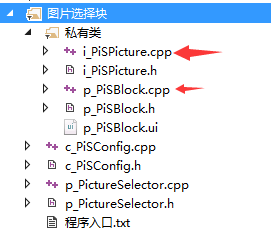 图片选择块
私有类
i_PiSPicture.cpp
i_PiSPicture.h
p_PiSBlock.cpp
p_PiSBlock.h
p_PiSBlock.ui
c_PiSConfig.cpp
c_PiSConfig.h
p_PictureSelector.cpp
p_PictureSelector.h
程序入口.txt